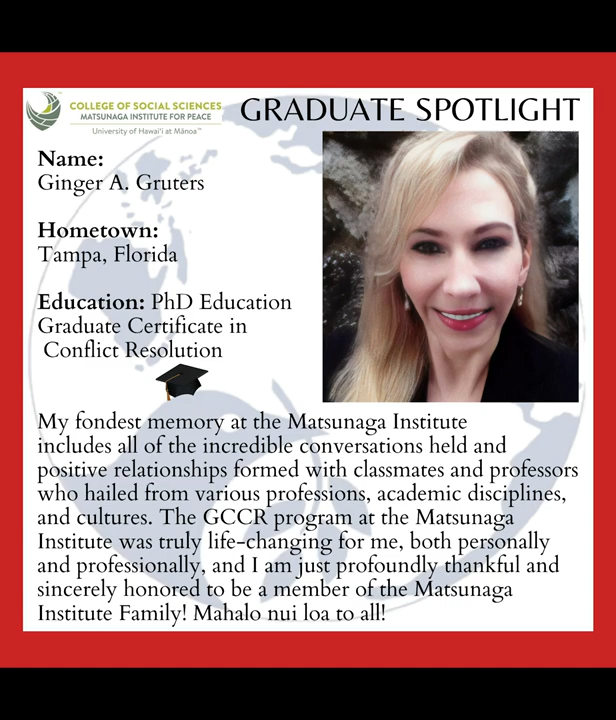 COLLEGE OF SOCIAL SCIENCES
MATSUNAGA INSTITUTE FOR PEACE
University of Hawai‘i at Mānoa™
GRADUATE SPOTLIGHT
Name:
Ginger A. Gruters
Hometown:
Tampa, Florida
Education: PhD Education
Graduate Certificate in
Conflict Resolution
My fondest memory at the Matsunaga Institute
includes all of the incredible conversations held and
positive relationships formed with classmates and professors
who hailed from various professions, academic disciplines,
and cultures. The GCCR program at the Matsunaga
Institute was truly life-changing for me, both personally
and professionally, and I am just profoundly thankful and
sincerely honored to be a member of the Matsunaga
Institute Family! Mahalo nui loa to all!